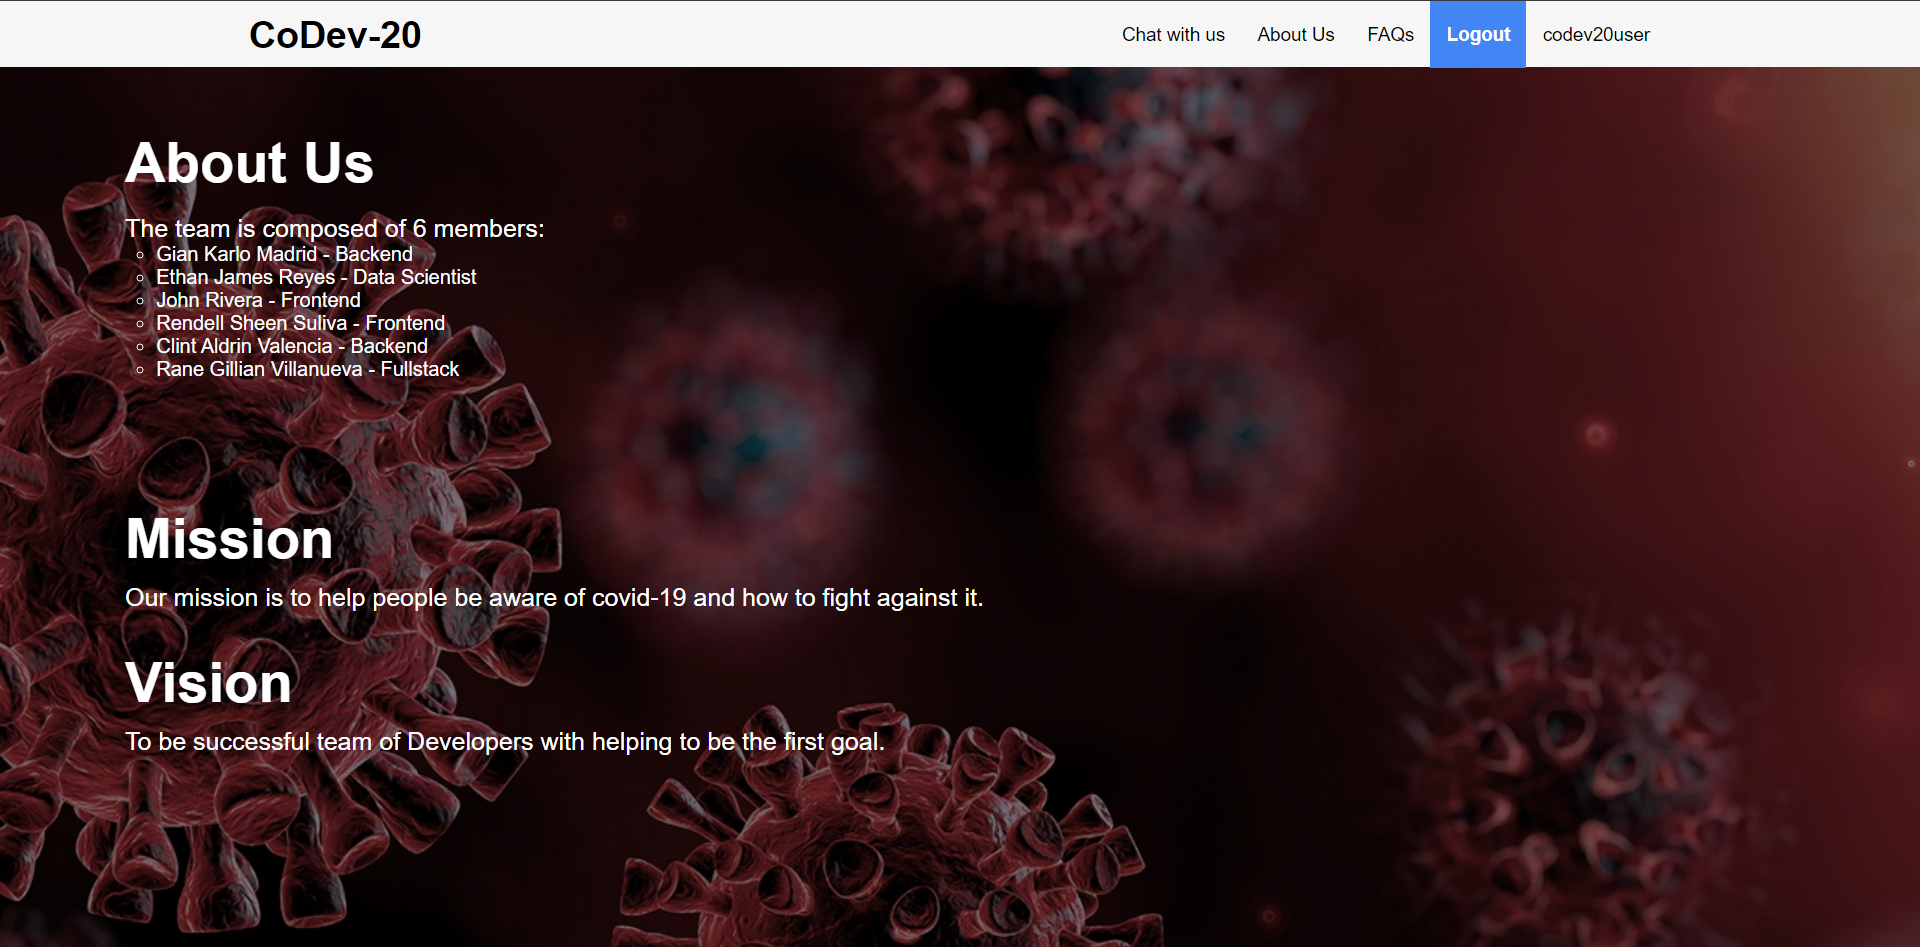 CoDev-20
Chat with us About Us FAQs Logout codev20user
About Us
The team is composed of 6 members:
Gian Karlo Madrid - Backend
Ethan James Reyes - Data Scientist
John Rivera - Frontend
Rendell Sheen Suliva - Frontend
Clint Aldrin Valencia - Backend
Rane Gillian Villanueva - Fullstack
Mission
Our mission is to help people be aware of covid-19 and how to fight against it.
Vision
To be successful team of Developers with helping to be the first goal.